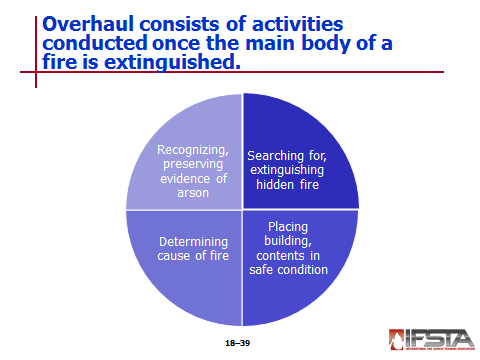 Overhaul consists of activities
conducted once the main body of a
fire is extinguished.
Recognizing,
preserving
evidence of
arson
Searching for,
extinguishing
hidden fire
Determining
cause of fire
Placing
building,
contents in
safe condition
18–39
IFSTA
INTERNATIONAL FIRE SERVICE TRAINING ASSOCIATION